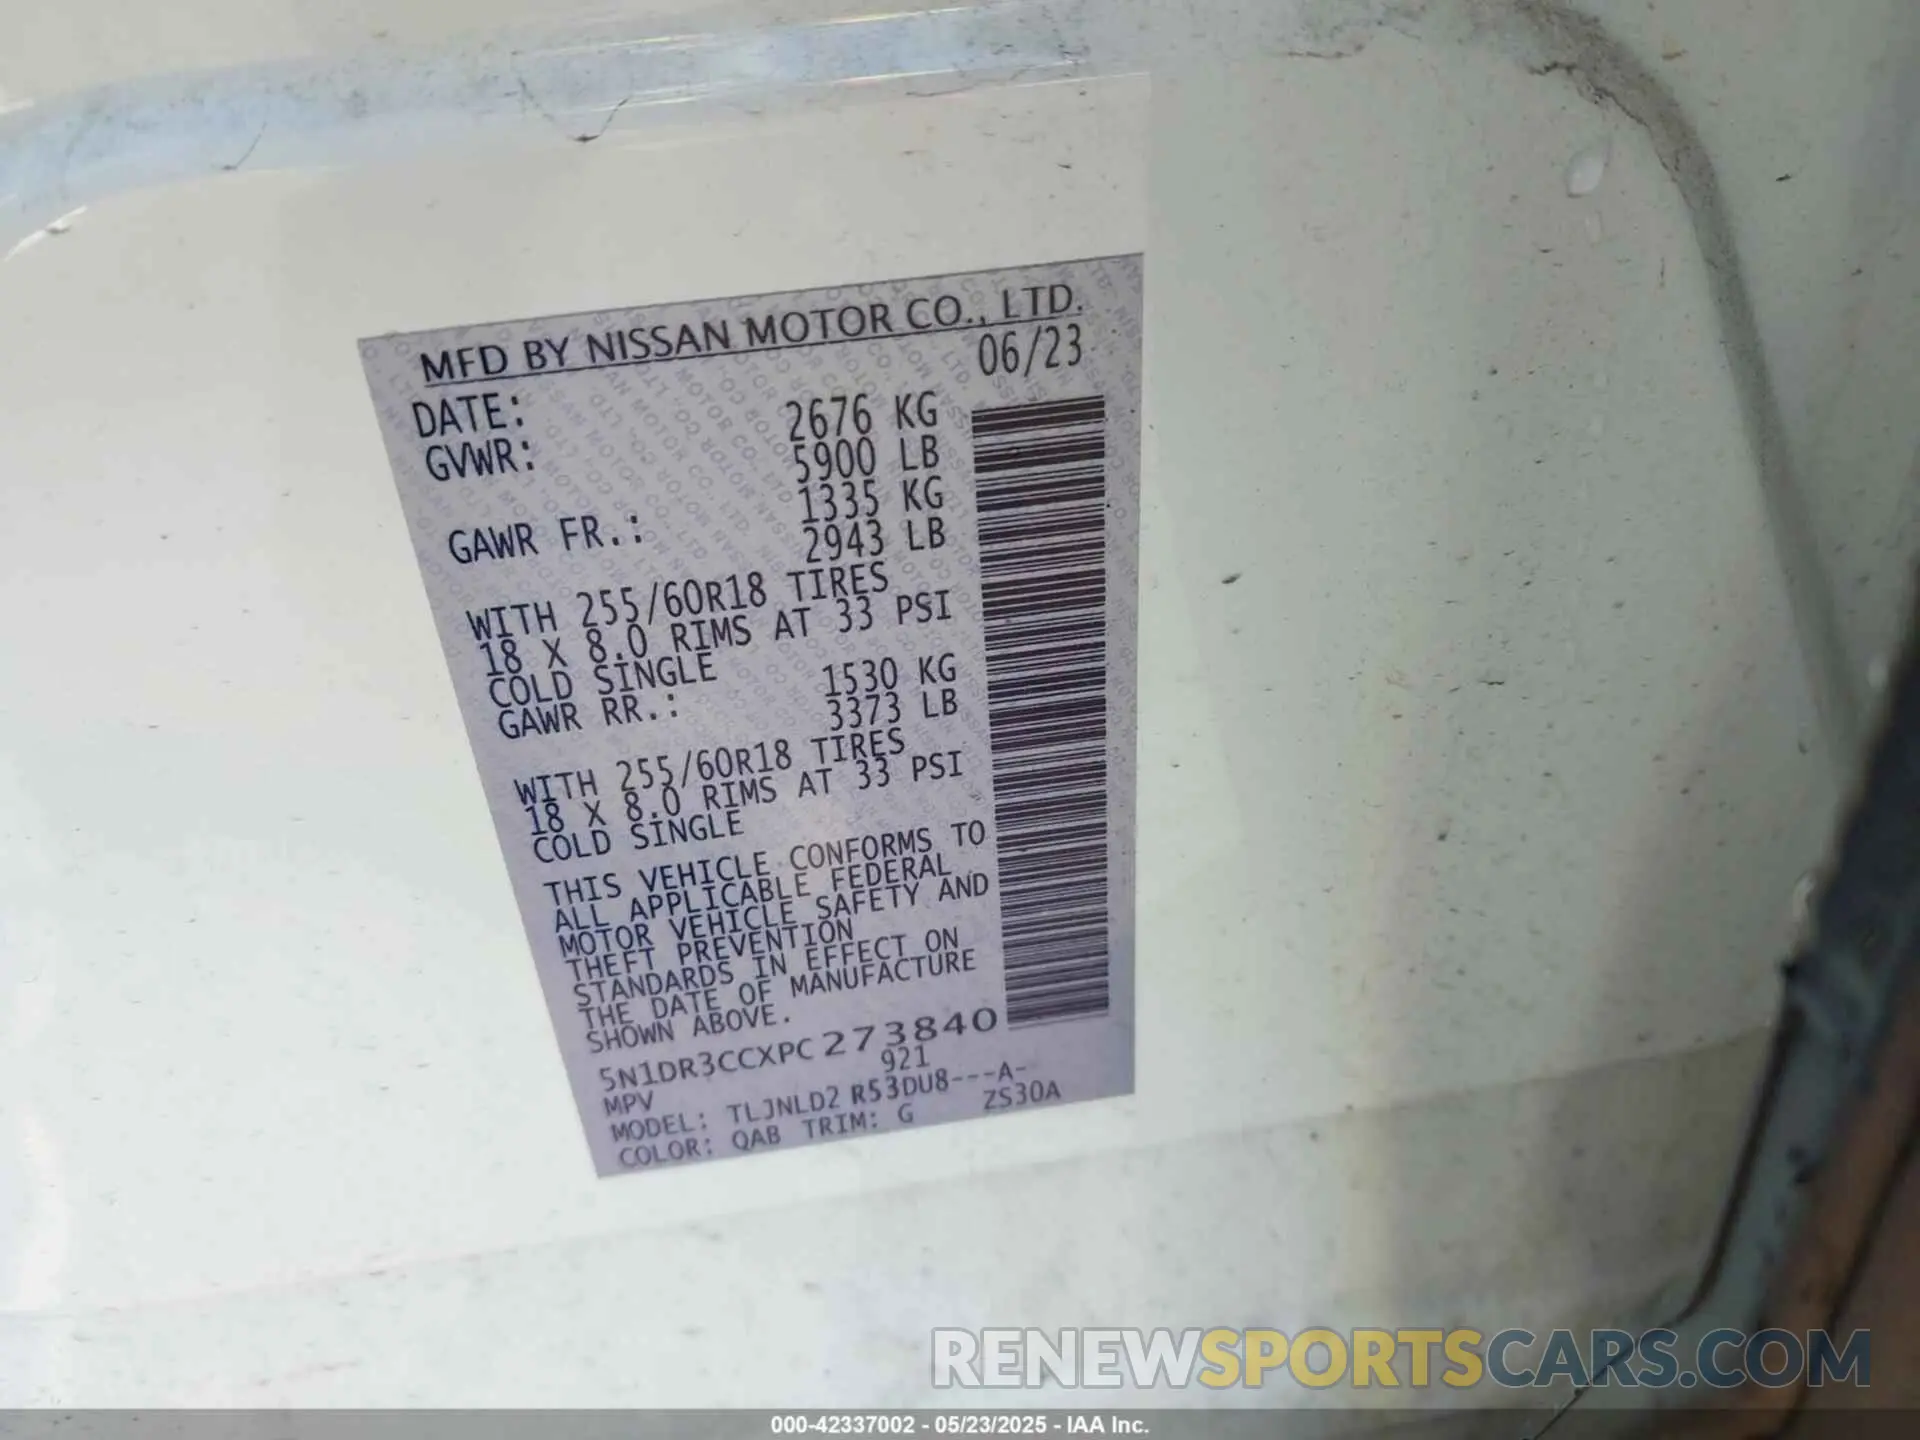 MFD BY NISSAN MOTOR CO., LTD.
DATE: 06/23
GVWR: 2676 KG
5900 LB
GAWR FR.: 1335 KG
2943 LB
WITH 255/60R18 TIRES
18 X 8.0 RIMS AT 33 PSI
COLD SINGLE
GAWR RR.: 1530 KG
3373 LB
WITH 255/60R18 TIRES
18 X 8.0 RIMS AT 33 PSI
COLD SINGLE
THIS VEHICLE CONFORMS TO
ALL APPLICABLE FEDERAL
MOTOR VEHICLE SAFETY AND
THEFT PREVENTION
STANDARDS IN EFFECT ON
THE DATE OF MANUFACTURE
SHOWN ABOVE.
5N1DR3CCXPC273840
MPV 921
MODEL: TLJNLD2 R53DU8---A-
COLOR: QAB TRIM: G ZS30A
RENEWSPORTSCARS.COM
000-42337002 - 05/23/2025 - IAA Inc.